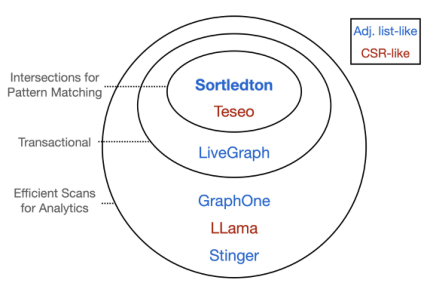 Adj. list-like
CSR-like
Intersections for
Pattern Matching
Sortledton
Teseo
Transactional
LiveGraph
Efficient Scans
for Analytics
GraphOne
LLama
Stinger